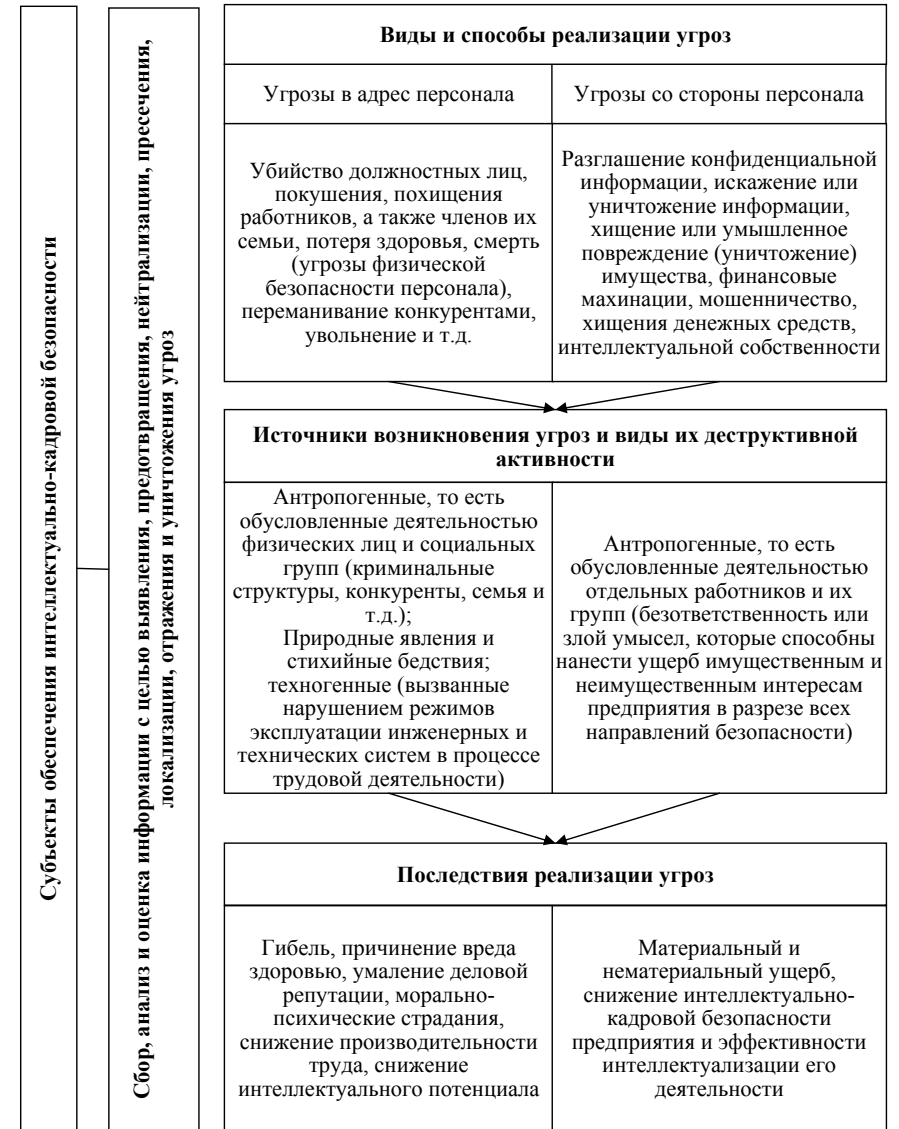 Субъекты обеспечения интеллектуально-кадровой безопасности
Сбор, анализ и оценка информации с целью выявления, предотвращения, нейтрализации, пресечения,
локализации, отражения и уничтожения угроз
Виды и способы реализации угроз
Угрозы в адрес персонала
Угрозы со стороны персонала
Убийство должностных лиц,
покушения, похищения
работников, а также членов их
семьи, потеря здоровья, смерть
(угрозы физической
безопасности персонала),
переманивание конкурентами,
увольнение и т.д.
Разглашение конфиденциальной
информации, искажение или
уничтожение информации,
хищение или умышленное
повреждение (уничтожение)
имущества, финансовые
махинации, мошенничество,
хищения денежных средств,
интеллектуальной собственности
Источники возникновения угроз и виды их деструктивной
активности
Антропогенные, то есть
обусловленные деятельностью
физических лиц и социальных
групп (криминальные
структуры, конкуренты, семья и
т.д.);
Природные явления и
стихийные бедствия;
техногенные (вызванные
нарушением режимов
эксплуатации инженерных и
технических систем в процессе
трудовой деятельности)
Антропогенные, то есть
обусловленные деятельностью
отдельных работников и их
групп (безответственность или
злой умысел, которые способны
нанести ущерб имущественным и
неимущественным интересам
предприятия в разрезе всех
направлений безопасности)
Последствия реализации угроз
Гибель, причинение вреда
здоровью, умаление деловой
репутации, морально-
психические страдания,
снижение производительности
труда, снижение
интеллектуального потенциала
Материальный и
нематериальный ущерб,
снижение интеллектуально-
кадровой безопасности
предприятия и эффективности
интеллектуализации его
деятельности